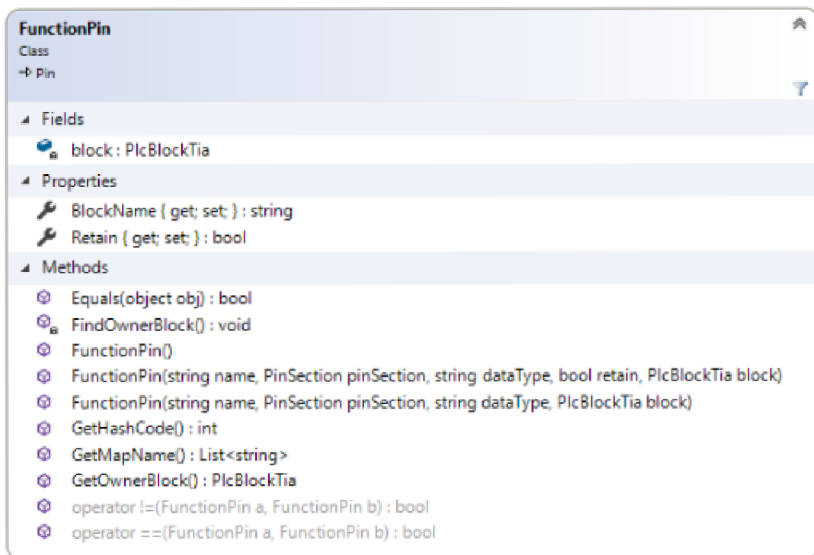 FunctionPin
Class
Pin
Fields
block : PlcBlockTia
Properties
BlockName { get; set; } : string
Retain { get; set; } : bool
Methods
Equals(object obj) : bool
FindOwnerBlock() : void
FunctionPin()
FunctionPin(string name, PinSection pinSection, string dataType, bool retain, PlcBlockTia block)
FunctionPin(string name, PinSection pinSection, string dataType, PlcBlockTia block)
GetHashCode() : int
GetMapName() : List<string>
GetOwnerBlock() : PlcBlockTia
operator !=(FunctionPin a, FunctionPin b) : bool
operator ==(FunctionPin a, FunctionPin b) : bool